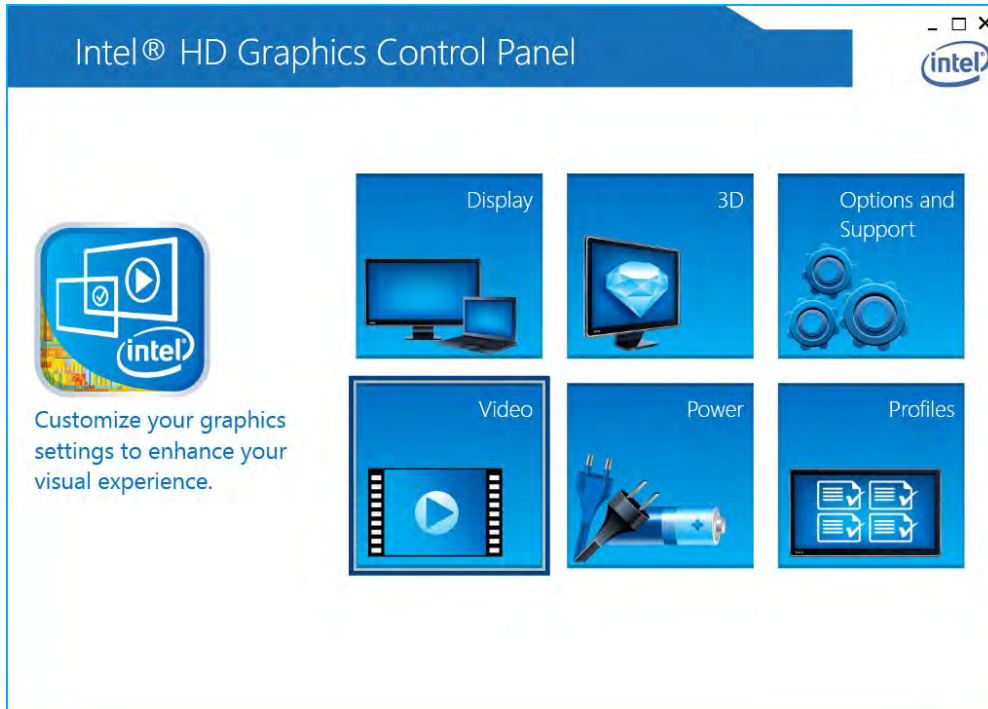 Intel® HD Graphics Control Panel
intel
Display
3D
Options and
Support
intel
Customize your graphics
settings to enhance your
visual experience.
Video
Power
Profiles